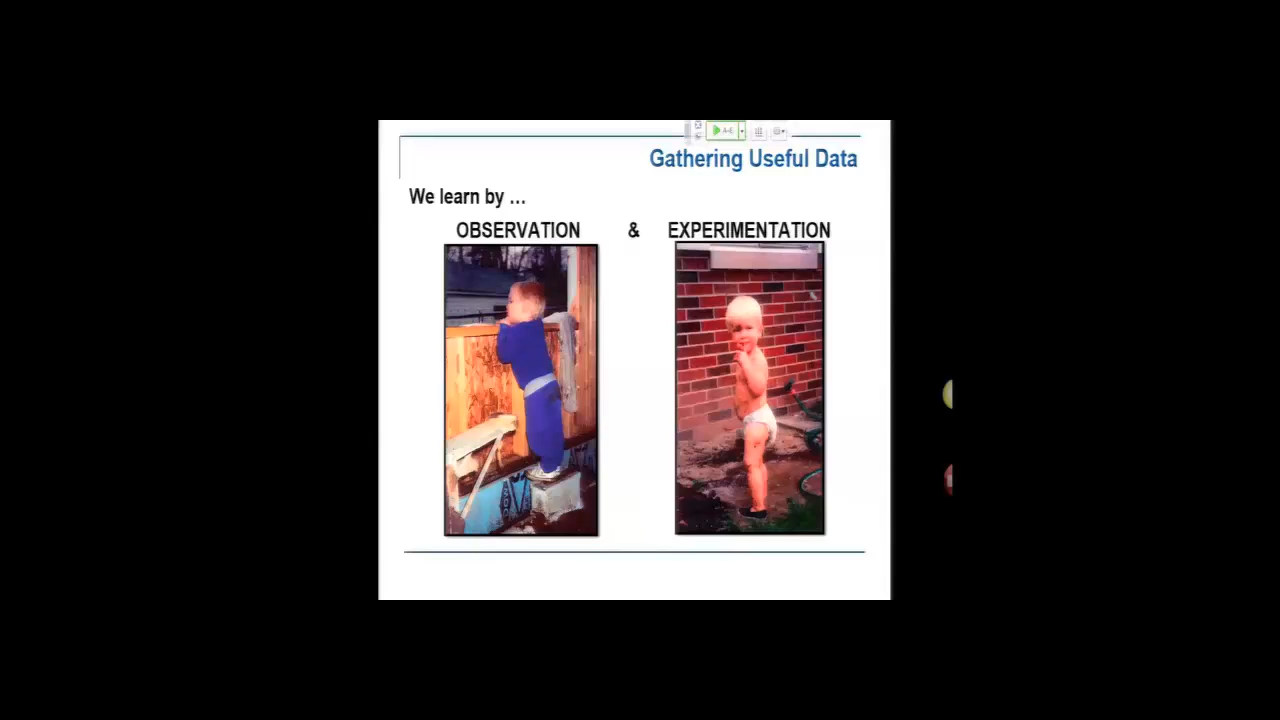 A-E
Gathering Useful Data
We learn by …
OBSERVATION & EXPERIMENTATION